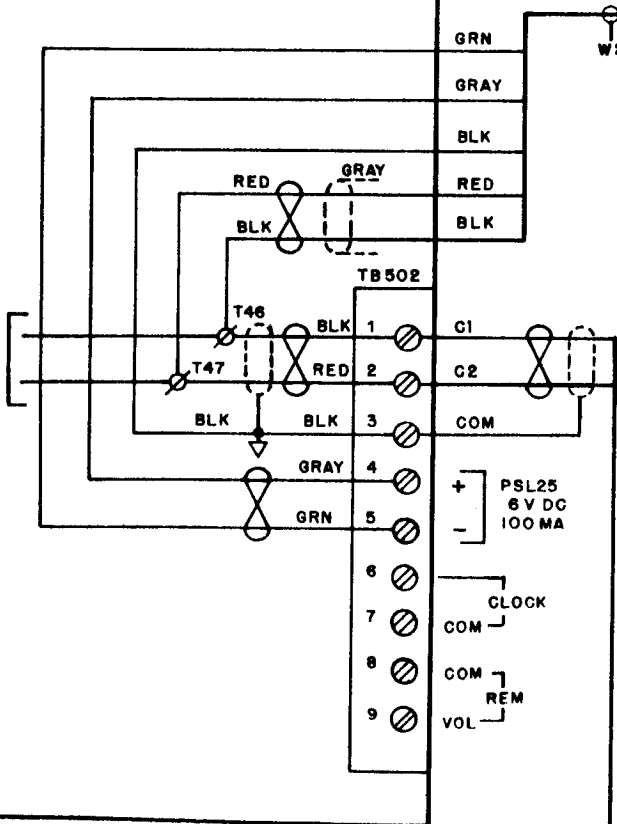 GRN
W
GRAY
BLK
RED GRAY RED
BLK BLK
TB502
T46
BLK 1 C1
T47
RED 2 C2
BLK BLK 3 COM
GRAY 4 + PSL25
6 V DC
GRN 5 – 100 MA
6
CLOCK
7 COM
8 COM
REM
9 VOL